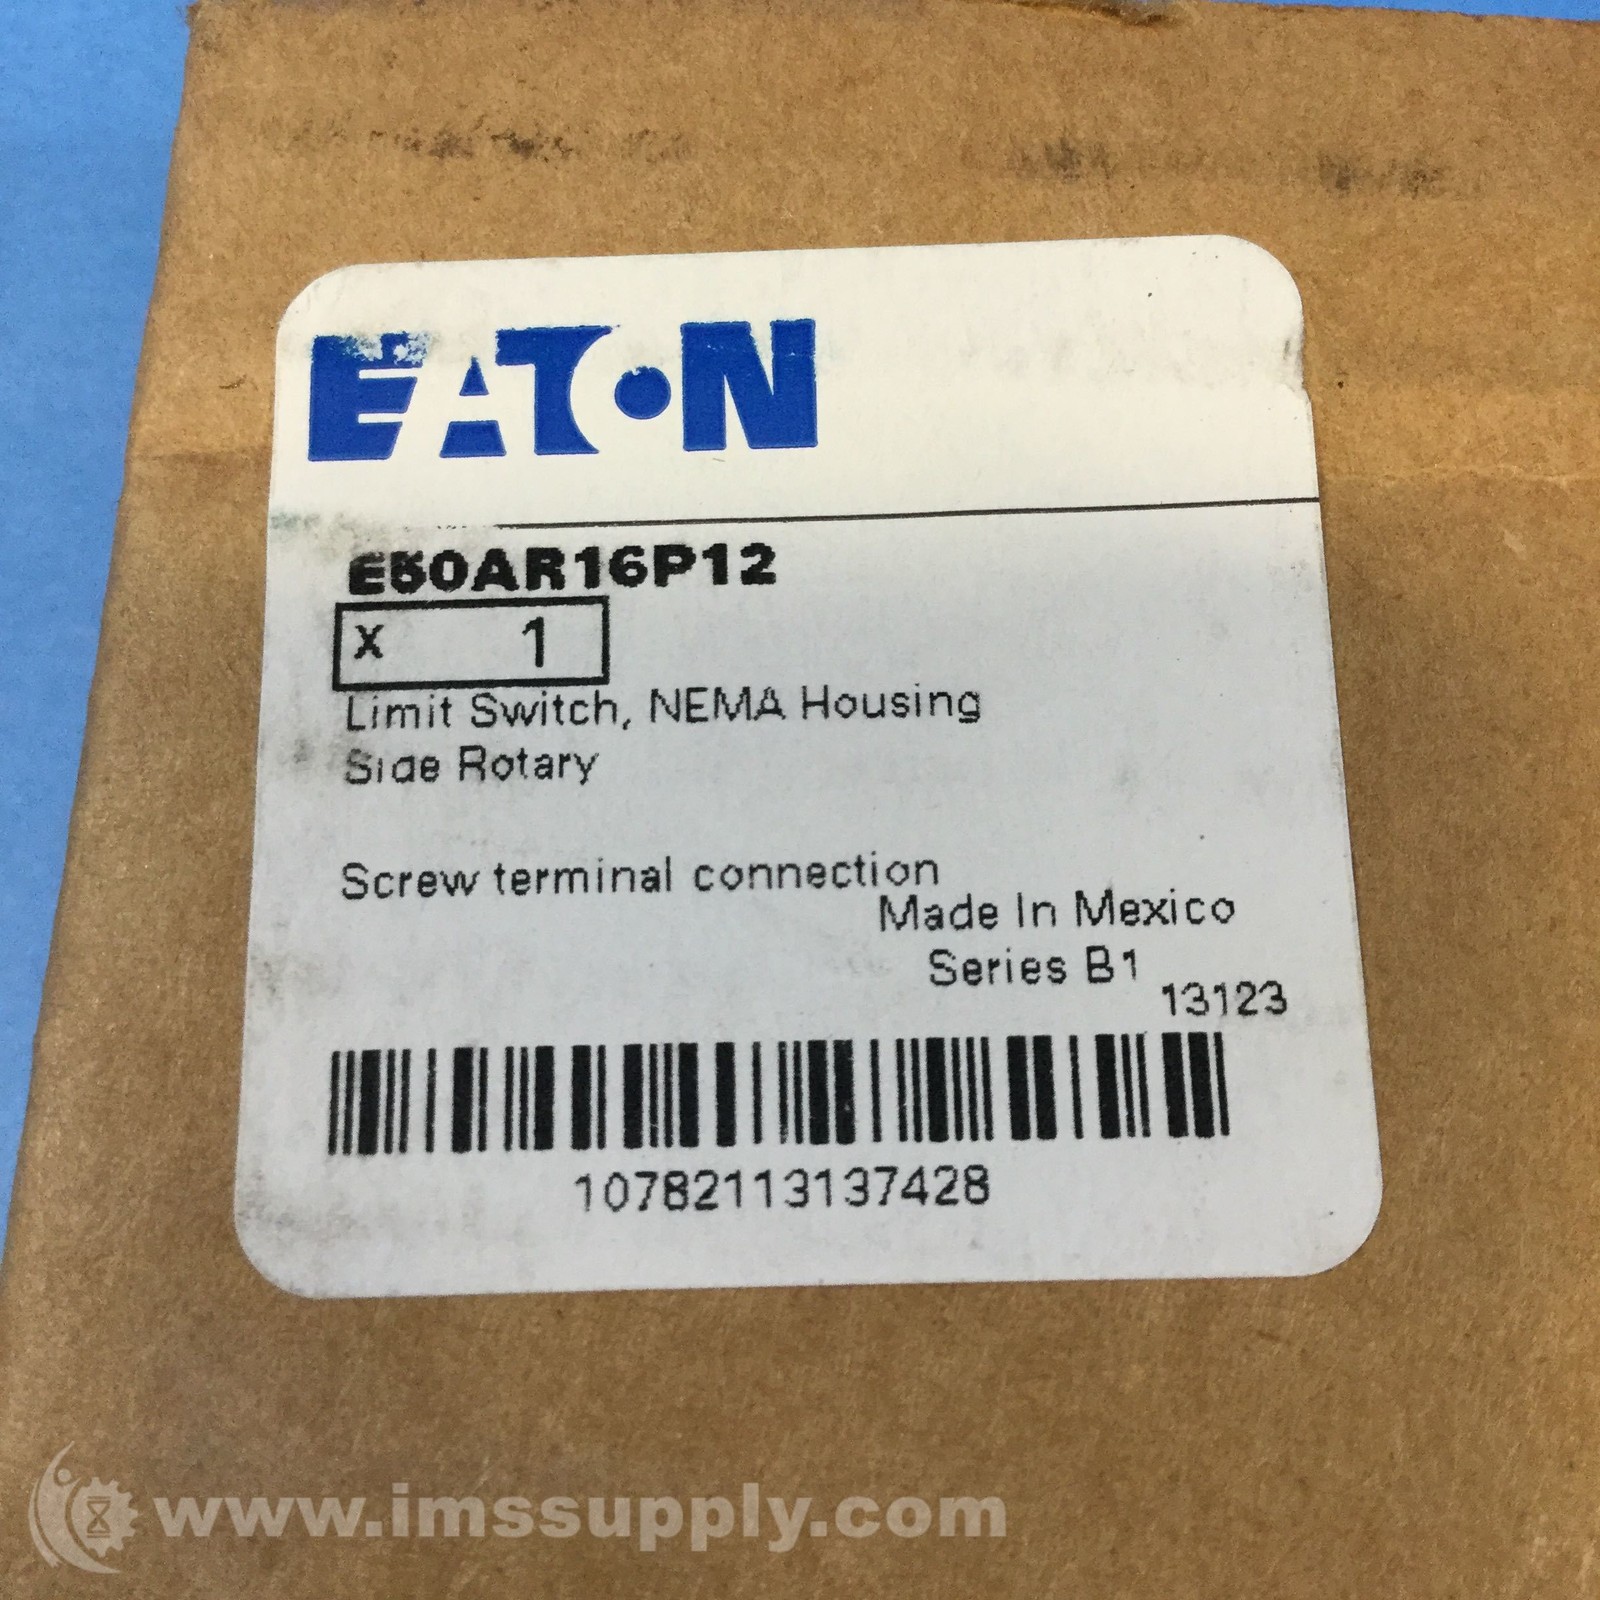 EATON
E50AR16P12
X 1
Limit Switch, NEMA Housing
Side Rotary
Screw terminal connection
Made In Mexico
Series B1
13123
10782113137428
www.imssupply.com